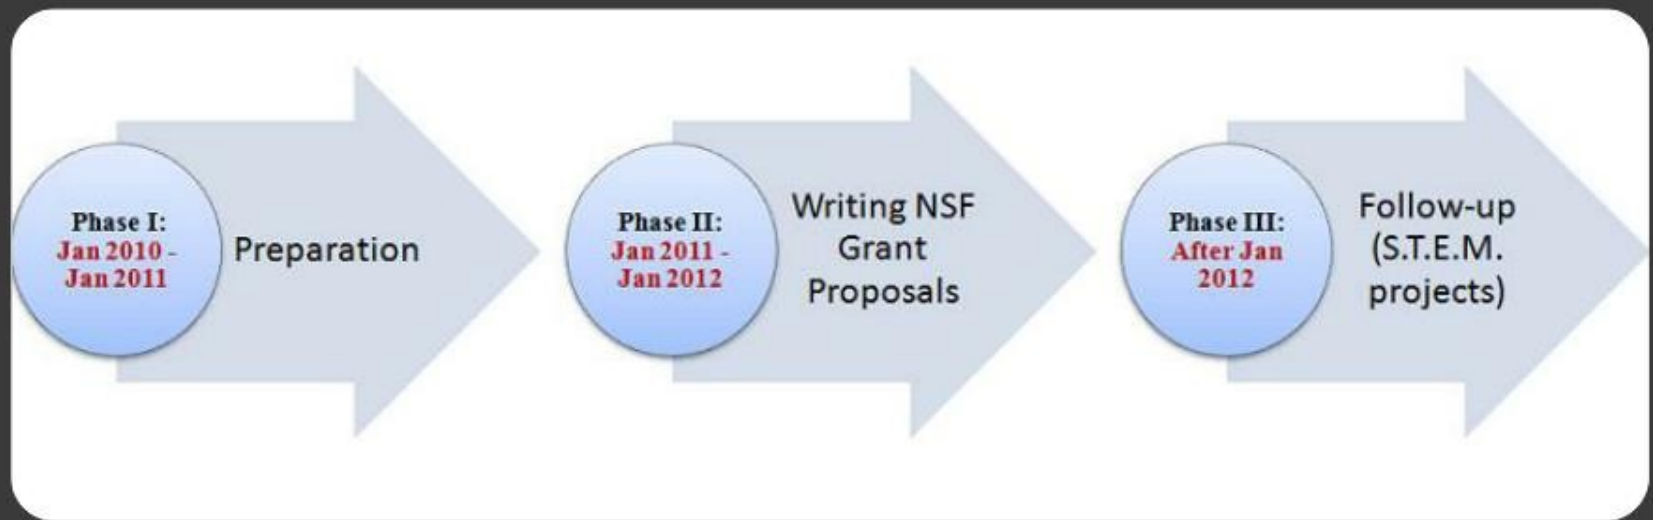 Phase I:
Jan 2010 -
Jan 2011
Preparation
Phase II:
Jan 2011 -
Jan 2012
Writing NSF
Grant
Proposals
Phase III:
After Jan
2012
Follow-up
(S.T.E.M.
projects)